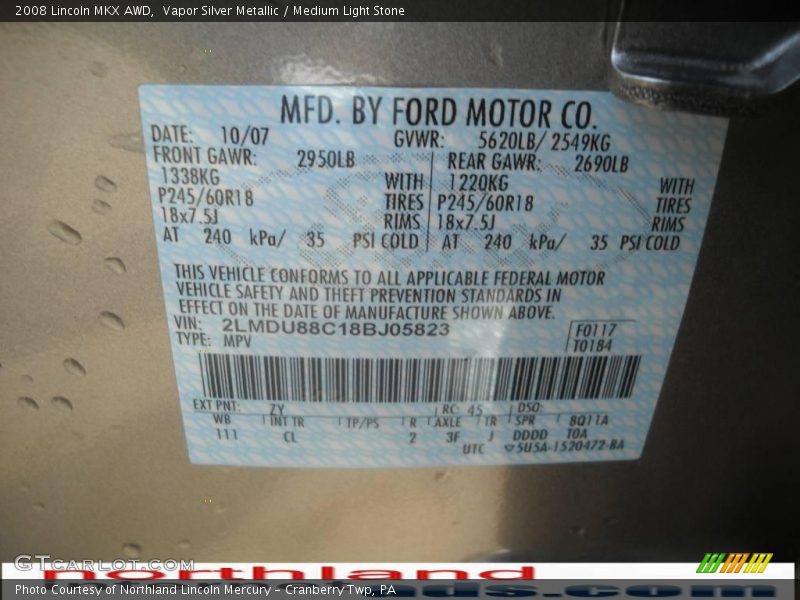 2008 Lincoln MKX AWD,  Vapor Silver Metallic / Medium Light Stone
MFD. BY FORD MOTOR CO.
DATE: 10/07 GVWR: 5620LB/ 2549KG
FRONT GAWR: 2950LB REAR GAWR: 2690LB
1338KG WITH 1220KG WITH
P245/60R18 TIRES P245/60R18 TIRES
18x7.5J RIMS 18x7.5J RIMS
AT 240 kPa/ 35 PSI COLD AT 240 kPa/ 35 PSI COLD
THIS VEHICLE CONFORMS TO ALL APPLICABLE FEDERAL MOTOR
VEHICLE SAFETY AND THEFT PREVENTION STANDARDS IN
EFFECT ON THE DATE OF MANUFACTURE SHOWN ABOVE.
VIN: 2LMDU88C18BJ05823 F0117
TYPE: MPV T0184
EXT PNT: ZY RC: 45 DSO:
WB INT TR TP/PS R AXLE TR SPR 8Q11A
111 CL 2 3F J DDDD T0A
UTC 5U5A-1520472-BA
GTCarLot.com
northland
Photo Courtesy of Northland Lincoln Mercury - Cranberry Twp, PA